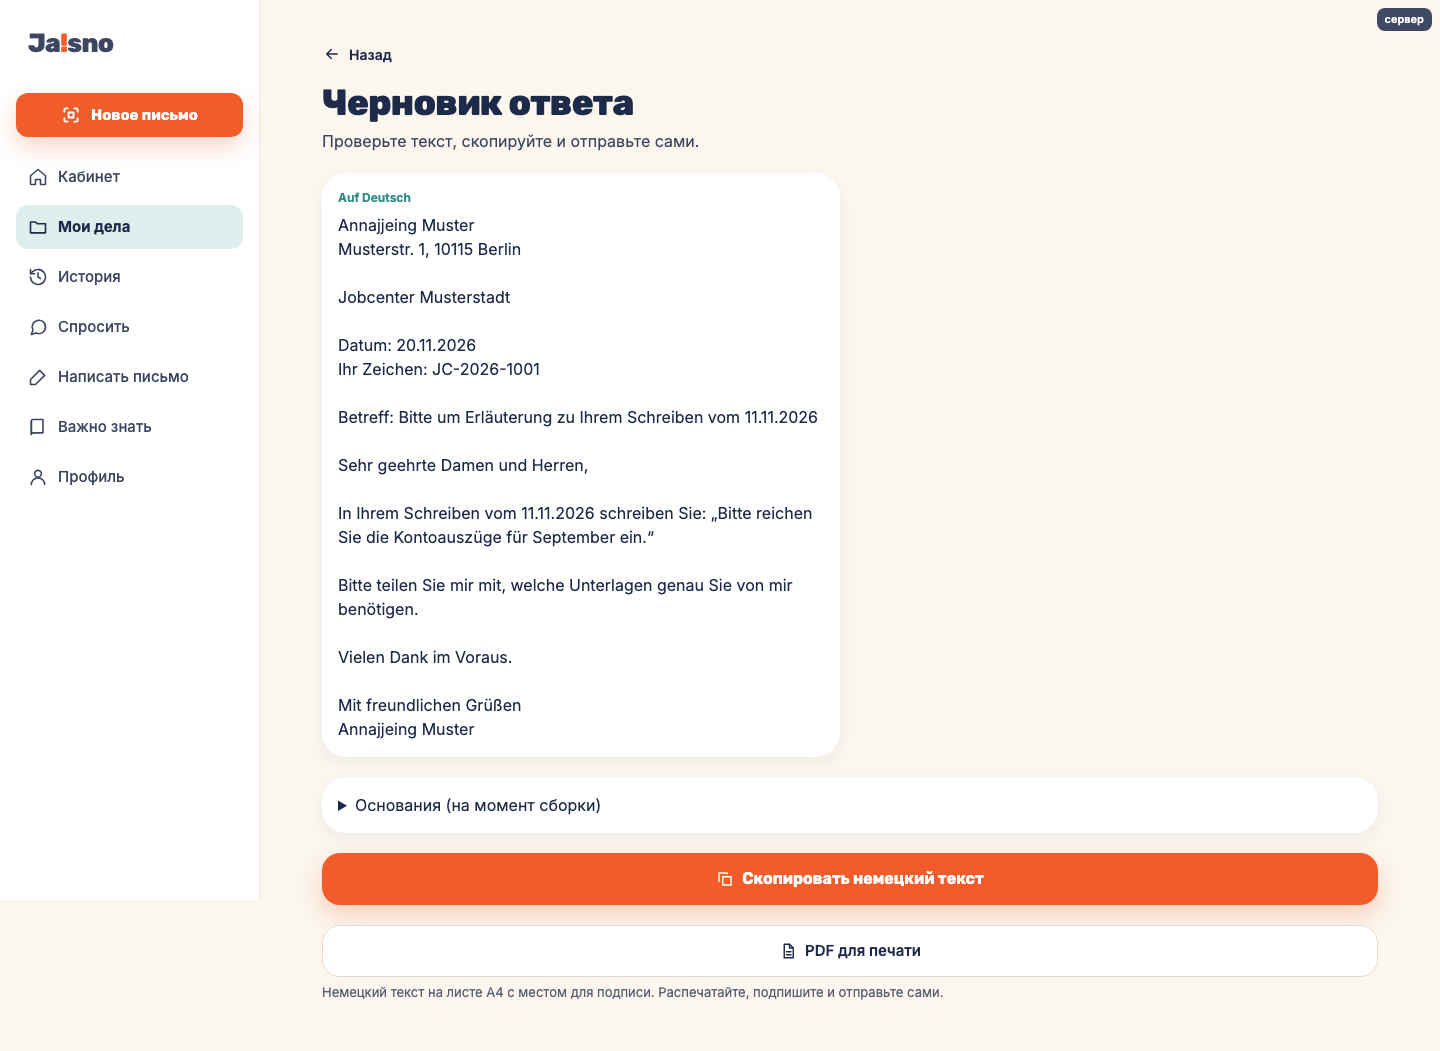 сервер
Ja!sno
Новое письмо
Кабинет
Мои дела
История
Спросить
Написать письмо
Важно знать
Профиль
Назад
Черновик ответа
Проверьте текст, скопируйте и отправьте сами.
Auf Deutsch
Annajjeing Muster
Musterstr. 1, 10115 Berlin
Jobcenter Musterstadt
Datum: 20.11.2026
Ihr Zeichen: JC-2026-1001
Betreff: Bitte um Erläuterung zu Ihrem Schreiben vom 11.11.2026
Sehr geehrte Damen und Herren,
In Ihrem Schreiben vom 11.11.2026 schreiben Sie: „Bitte reichen
Sie die Kontoauszüge für September ein.“
Bitte teilen Sie mir mit, welche Unterlagen genau Sie von mir
benötigen.
Vielen Dank im Voraus.
Mit freundlichen Grüßen
Annajjeing Muster
Основания (на момент сборки)
Скопировать немецкий текст
PDF для печати
Немецкий текст на листе A4 с местом для подписи. Распечатайте, подпишите и отправьте сами.